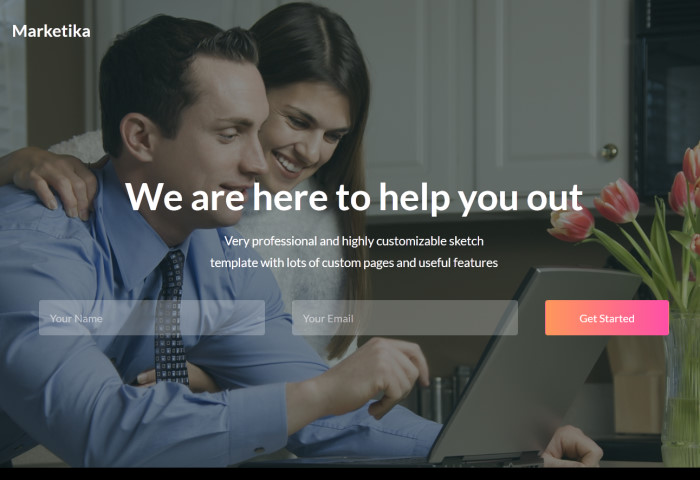 Marketika
We are here to help you out
Very professional and highly customizable sketch
template with lots of custom pages and useful features
Your Name
Your Email
Get Started